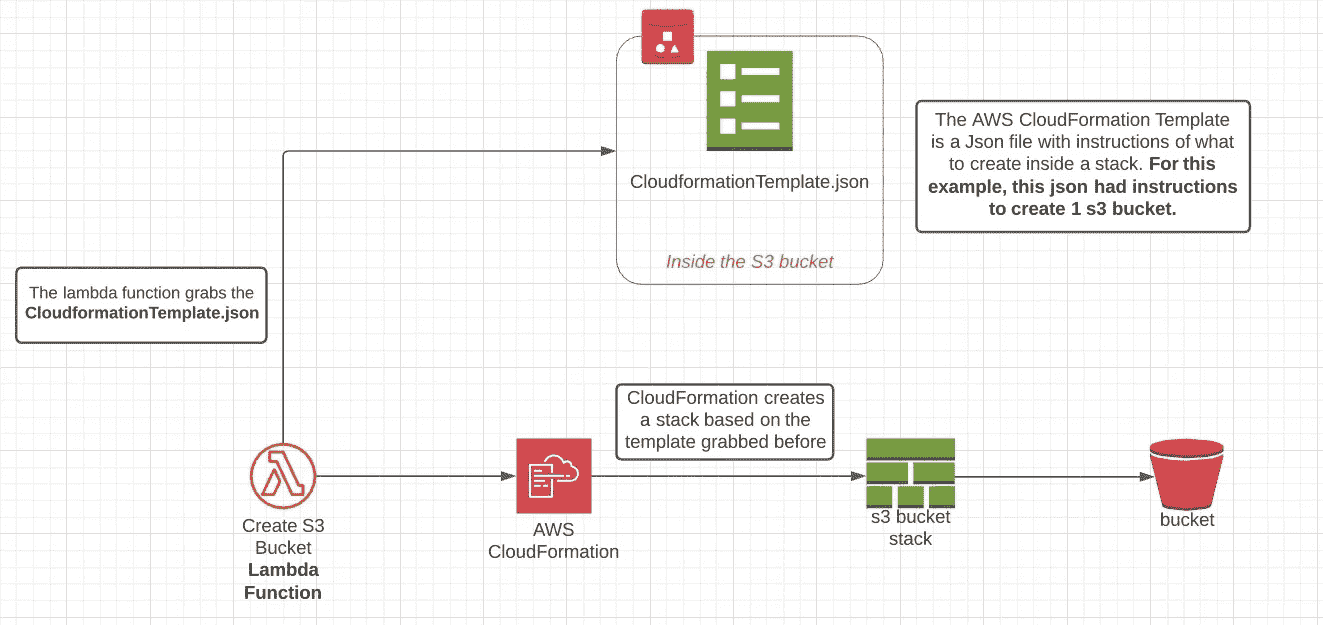 CloudformationTemplate.json
Inside the S3 bucket
The AWS CloudFormation Template
is a Json file with instructions of what
to create inside a stack. For this
example, this json had instructions
to create 1 s3 bucket.
The lambda function grabs the
CloudformationTemplate.json
CloudFormation creates
a stack based on the
template grabbed before
Create S3
Bucket
Lambda
Function
AWS
CloudFormation
s3 bucket
stack
bucket